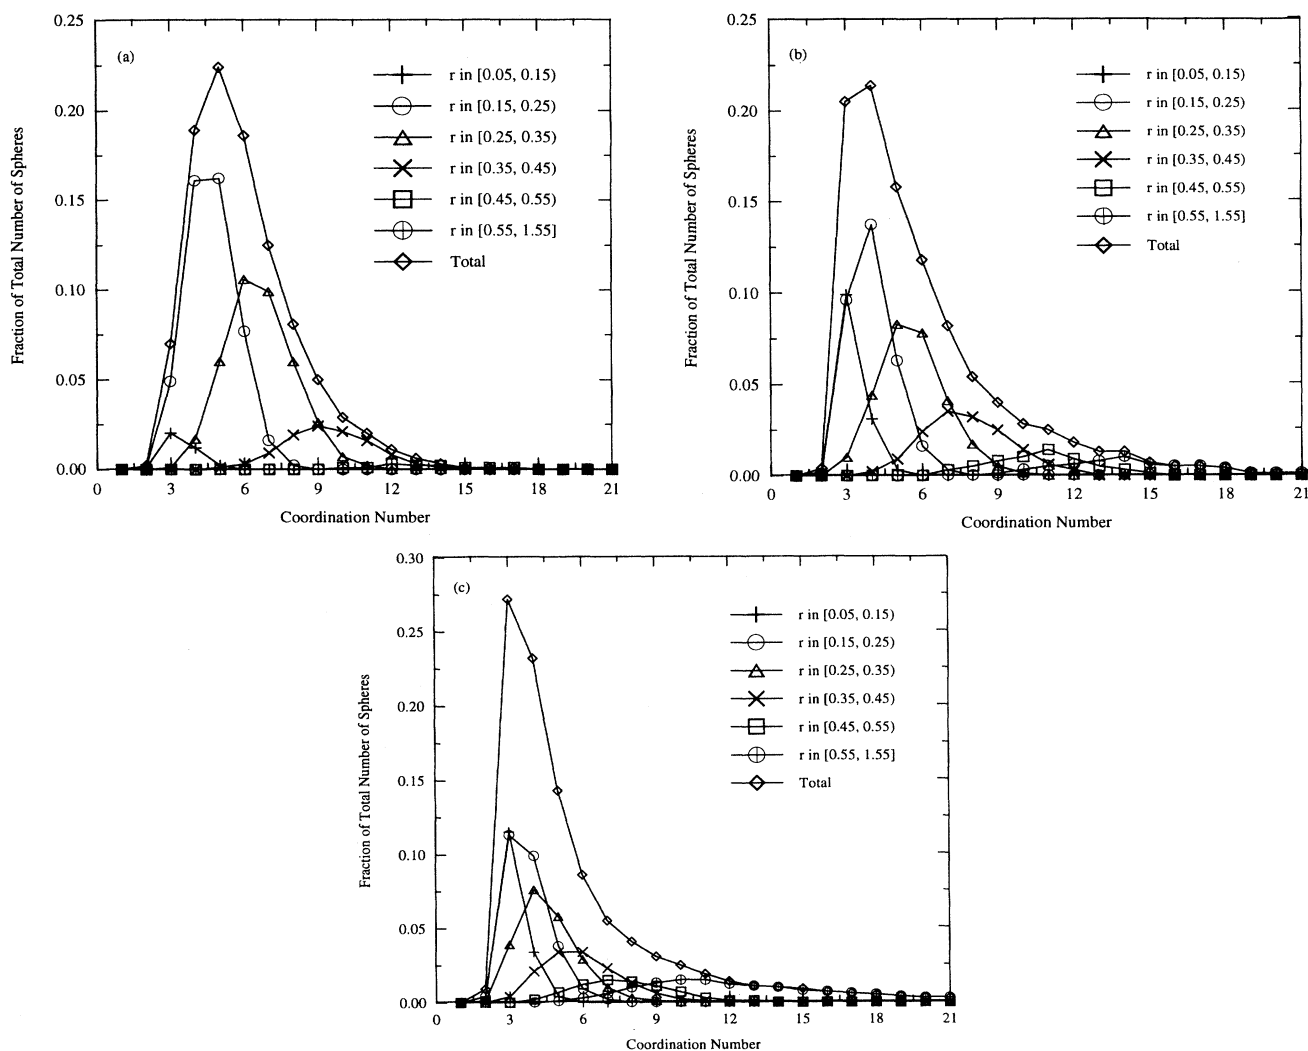 (a)
Fraction of Total Number of Spheres
0.25
0.20
0.15
0.10
0.05
0.00
0 3 6 9 12 15 18 21
Coordination Number
r in [0.05, 0.15)
r in [0.15, 0.25)
r in [0.25, 0.35)
r in [0.35, 0.45)
r in [0.45, 0.55)
r in [0.55, 1.55]
Total
(b)
Fraction of Total Number of Spheres
0.25
0.20
0.15
0.10
0.05
0.00
0 3 6 9 12 15 18 21
Coordination Number
r in [0.05, 0.15)
r in [0.15, 0.25)
r in [0.25, 0.35)
r in [0.35, 0.45)
r in [0.45, 0.55)
r in [0.55, 1.55]
Total
(c)
Fraction of Total Number of Spheres
0.30
0.25
0.20
0.15
0.10
0.05
0.00
0 3 6 9 12 15 18 21
Coordination Number
r in [0.05, 0.15)
r in [0.15, 0.25)
r in [0.25, 0.35)
r in [0.35, 0.45)
r in [0.45, 0.55)
r in [0.55, 1.55]
Total